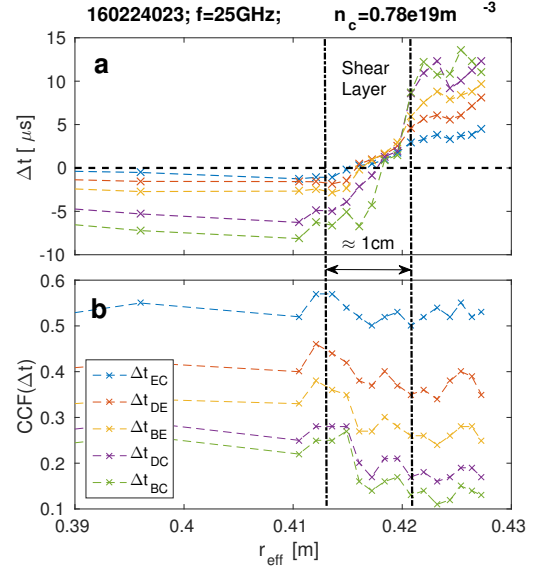 160224023; f=25GHz; n_c=0.78e19m^-3
a
Shear
Layer
Δt [ μs]
15
10
5
0
-5
-10
≈ 1cm
b
CCF(Δt)
0.6
0.5
0.4
0.3
0.2
0.1
Δt_EC
Δt_DE
Δt_BE
Δt_DC
Δt_BC
0.39 0.4 0.41 0.42 0.43
r_eff [m]